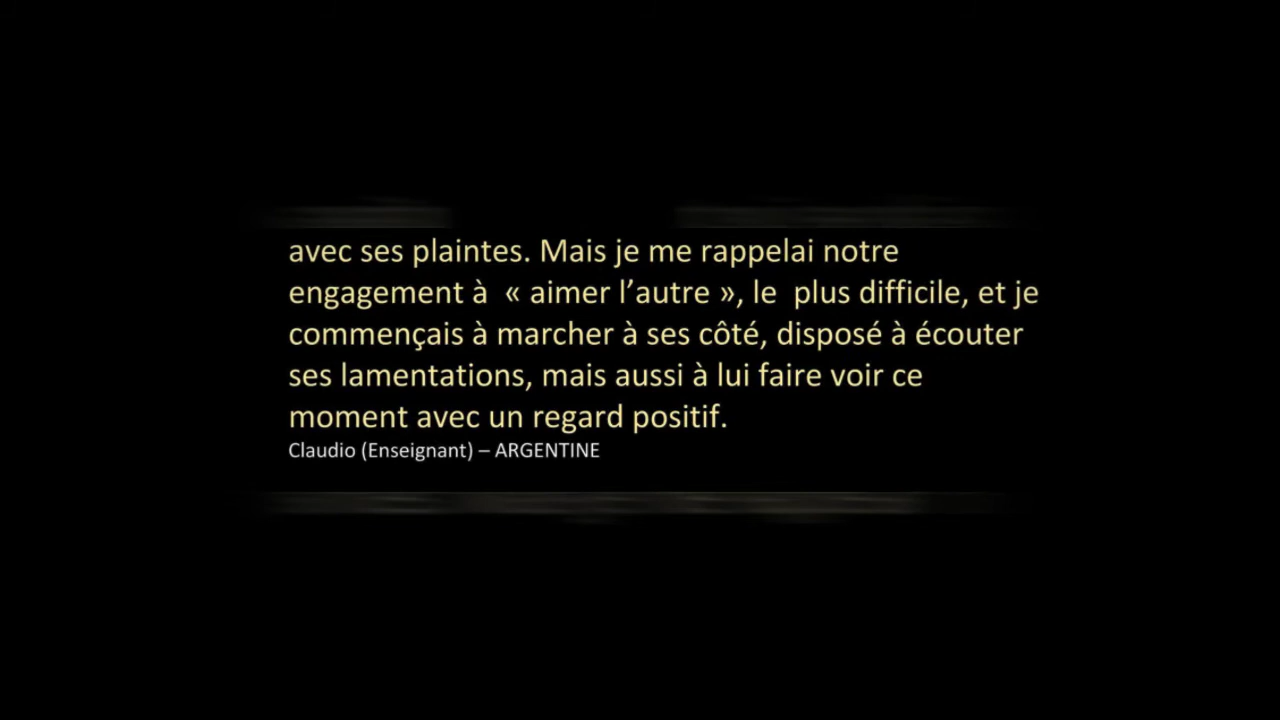 avec ses plaintes. Mais je me rappelai notre
engagement à  « aimer l’autre », le  plus difficile, et je
commençais à marcher à ses côté, disposé à écouter
ses lamentations, mais aussi à lui faire voir ce
moment avec un regard positif.
Claudio (Enseignant) – ARGENTINE